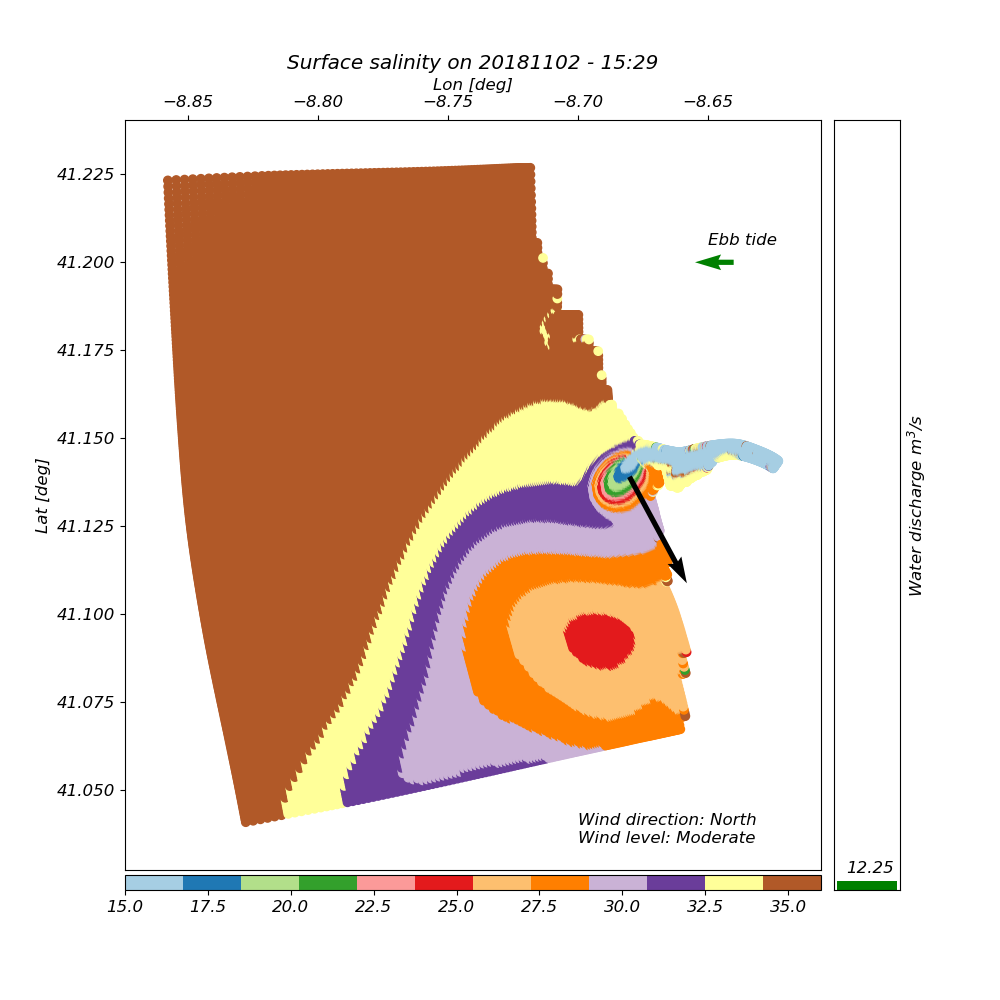 Surface salinity on 20181102 - 15:29
Lon [deg]
−8.85 −8.80 −8.75 −8.70 −8.65
41.225
Ebb tide
41.200
41.175
41.150
41.125
41.100
41.075
41.050
Lat [deg]
Water discharge m³/s
Wind direction: North
Wind level: Moderate
12.25
15.0 17.5 20.0 22.5 25.0 27.5 30.0 32.5 35.0